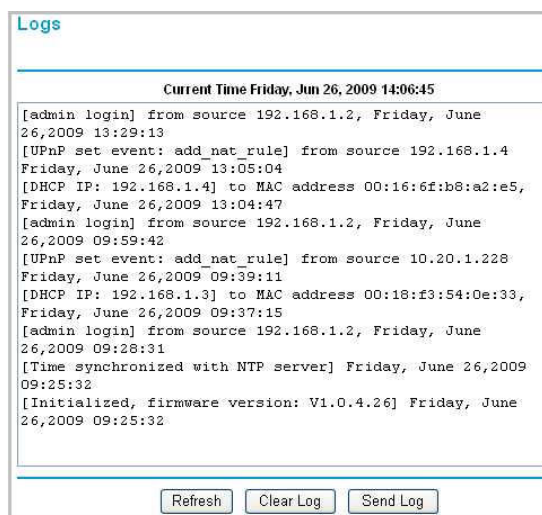 Logs
Current Time Friday, Jun 26, 2009 14:06:45
[admin login] from source 192.168.1.2, Friday, June
26,2009 13:29:13
[UPnP set event: add_nat_rule] from source 192.168.1.4
Friday, June 26,2009 13:05:04
[DHCP IP: 192.168.1.4] to MAC address 00:16:6f:b8:a2:e5,
Friday, June 26,2009 13:04:47
[admin login] from source 192.168.1.2, Friday, June
26,2009 09:59:42
[UPnP set event: add_nat_rule] from source 10.20.1.228
Friday, June 26,2009 09:39:11
[DHCP IP: 192.168.1.3] to MAC address 00:18:f3:54:0e:33,
Friday, June 26,2009 09:37:15
[admin login] from source 192.168.1.2, Friday, June
26,2009 09:28:31
[Time synchronized with NTP server] Friday, June 26,2009
09:25:32
[Initialized, firmware version: V1.0.4.26] Friday, June
26,2009 09:25:32
Refresh Clear Log Send Log